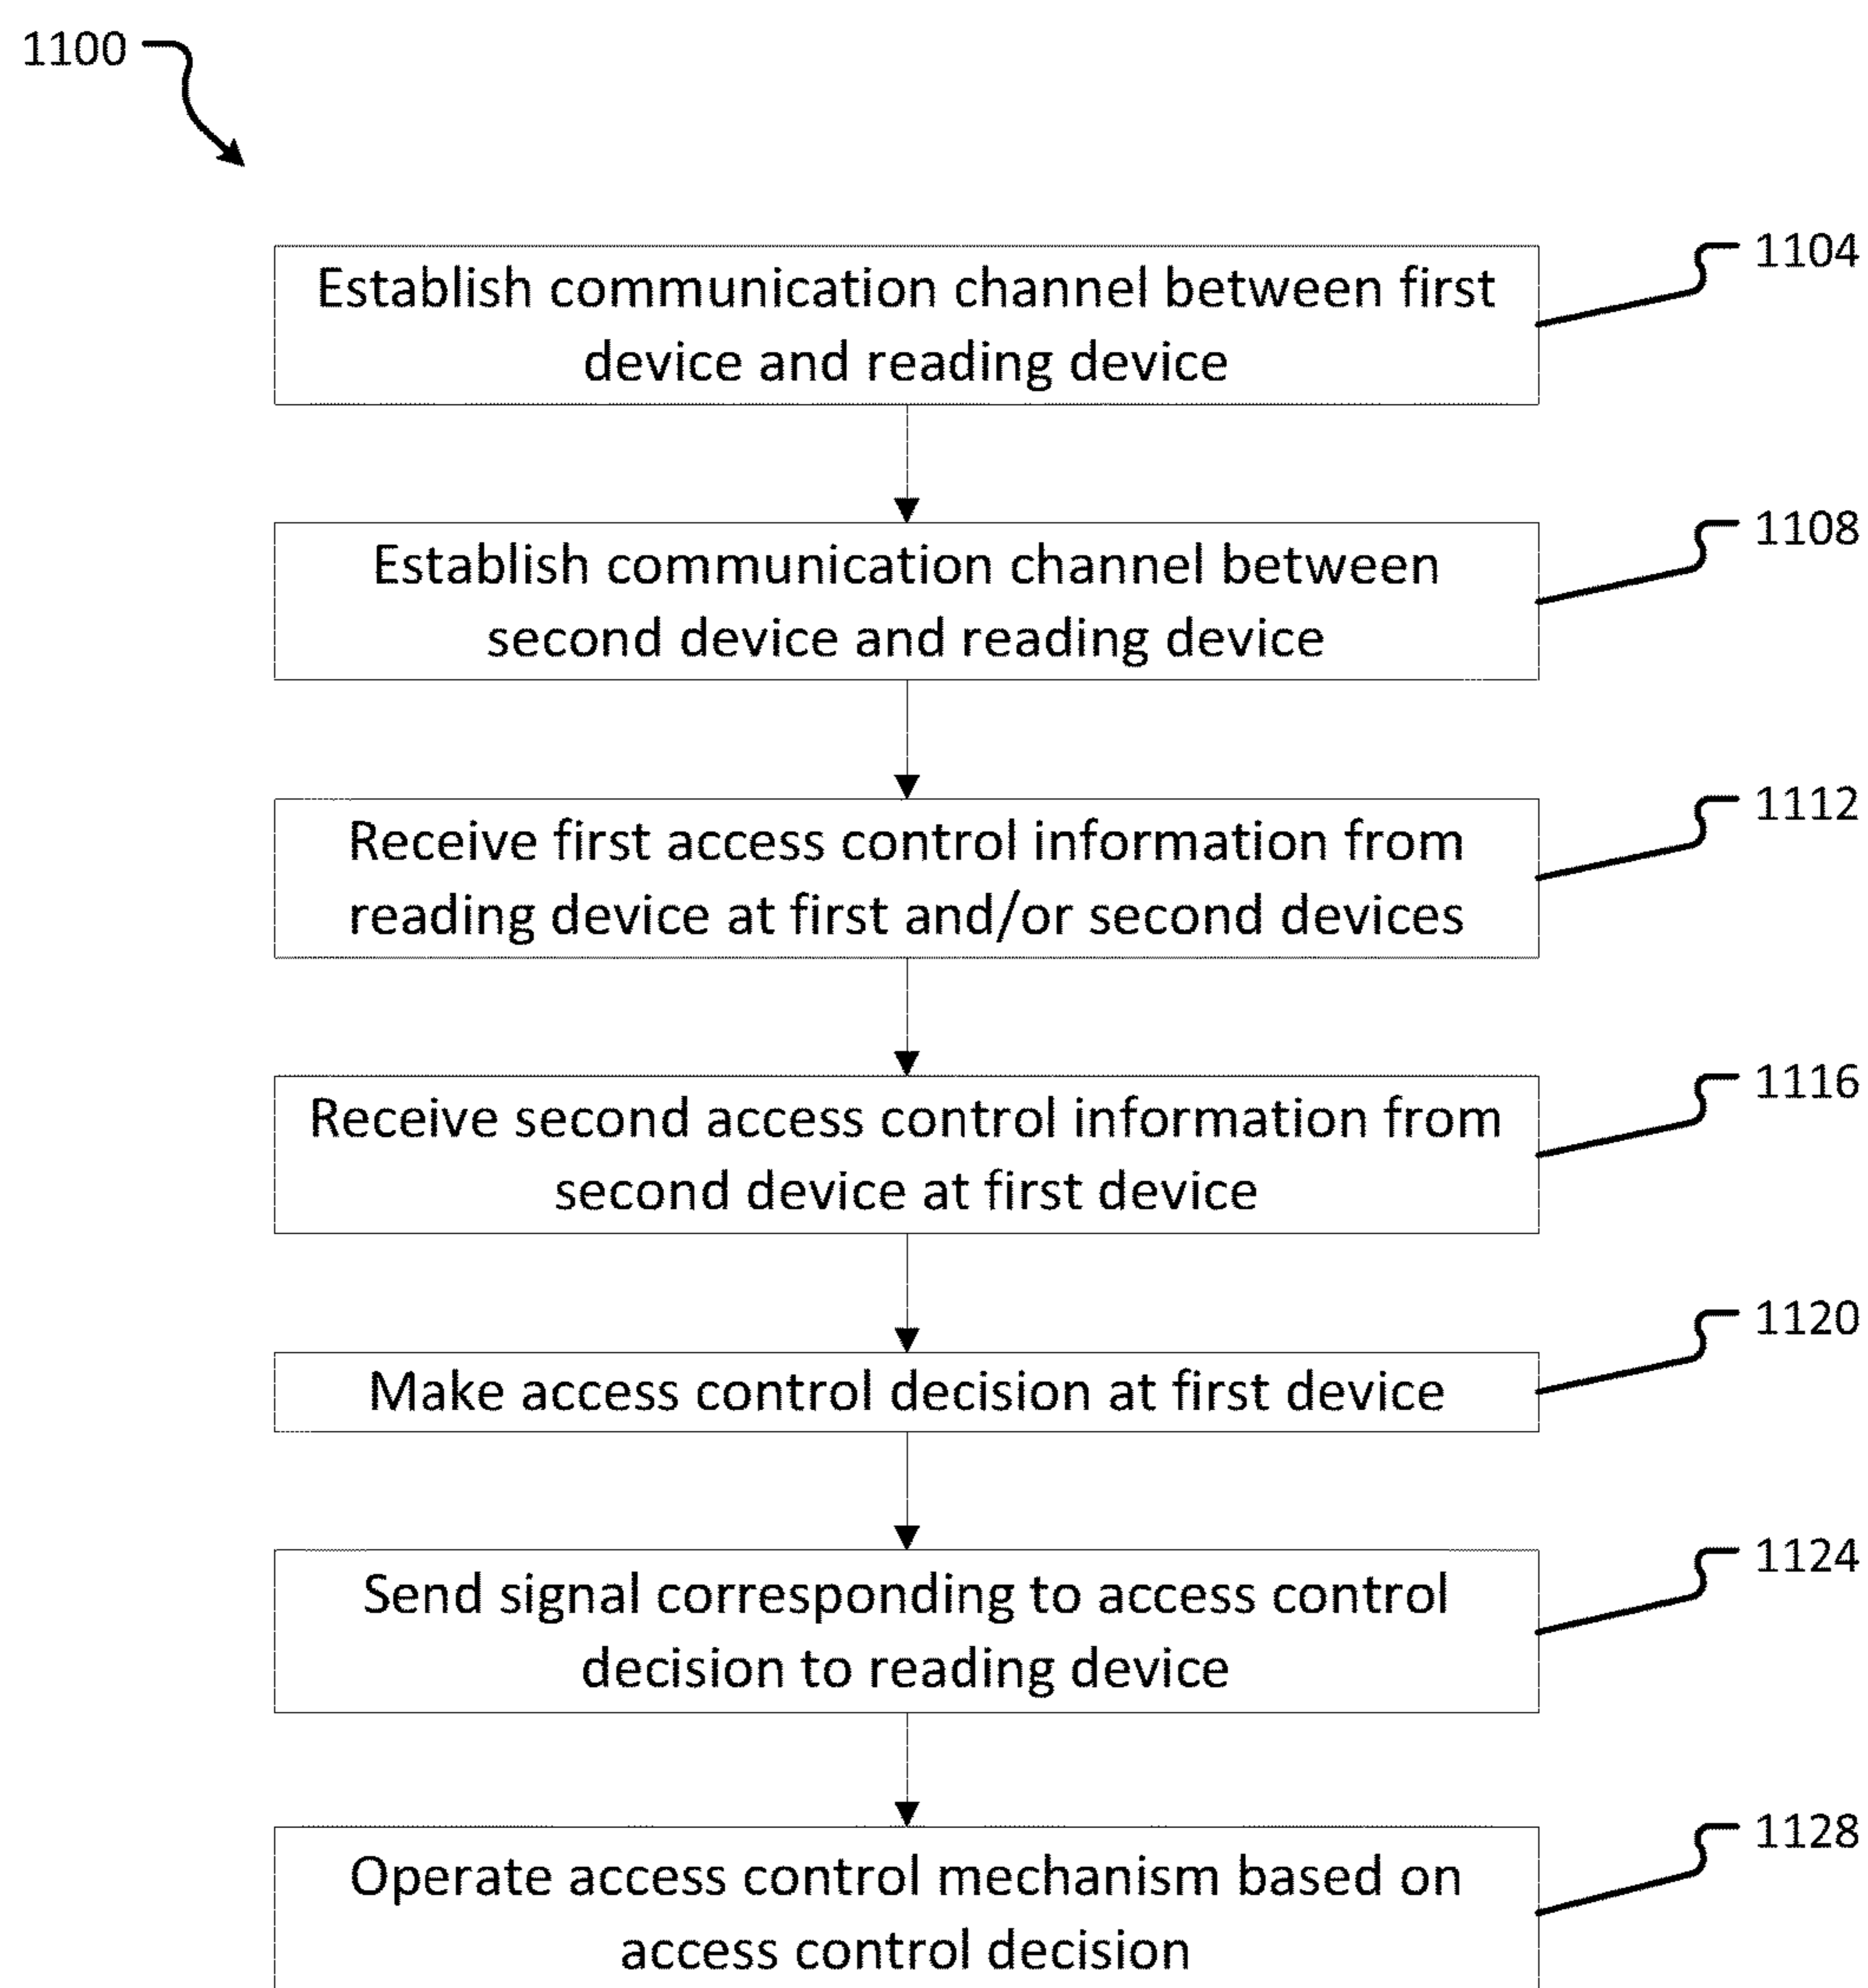 1100
1104
Establish communication channel between first
device and reading device
1108
Establish communication channel between
second device and reading device
1112
Receive first access control information from
reading device at first and/or second devices
1116
Receive second access control information from
second device at first device
1120
Make access control decision at first device
1124
Send signal corresponding to access control
decision to reading device
1128
Operate access control mechanism based on
access control decision